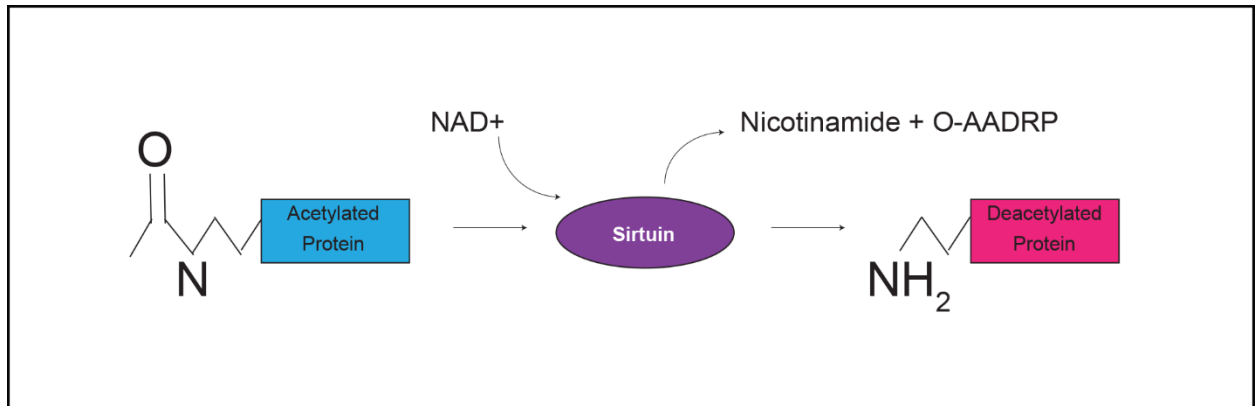 NAD+
Nicotinamide + O-AADRP
O
Acetylated
Protein
N
Sirtuin
Deacetylated
Protein
NH2